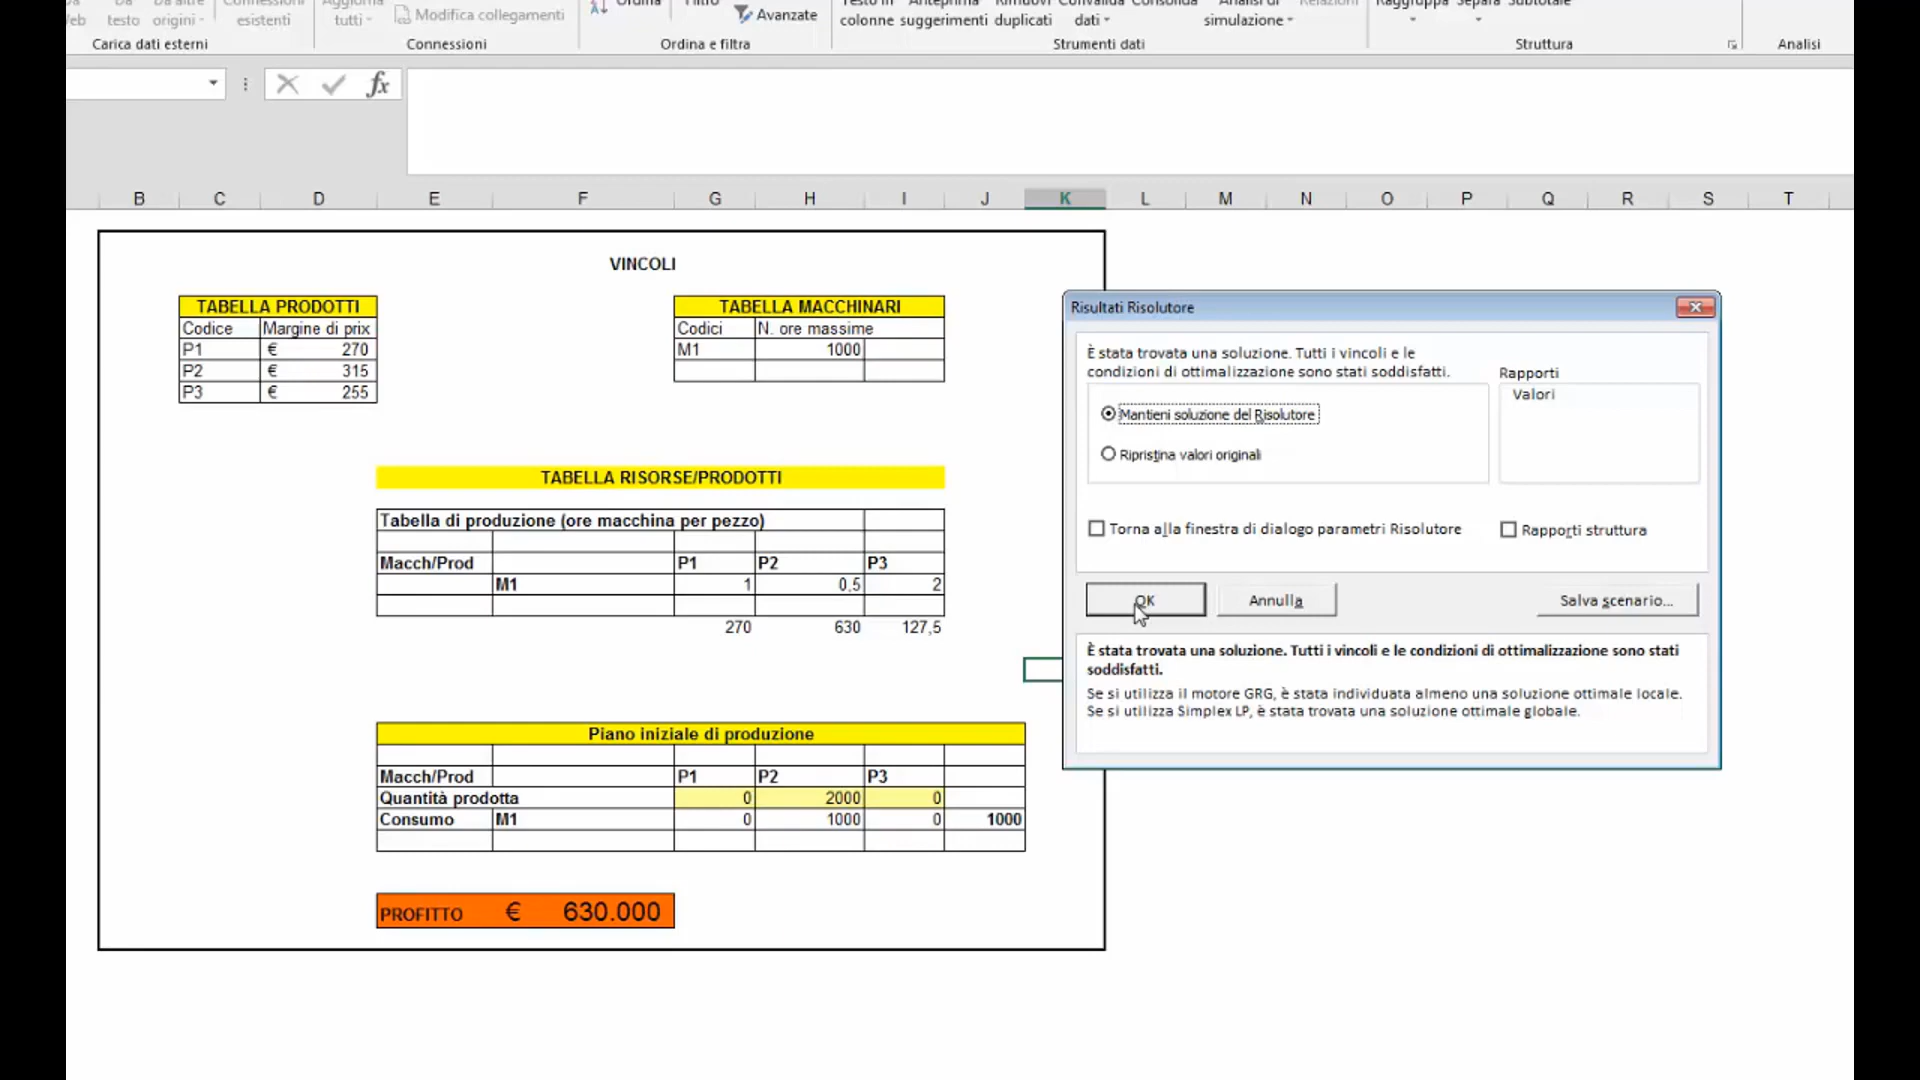 testo
origini
esistenti
tutti
Modifica collegamenti
Avanzate
colonne suggerimenti duplicati
dati
simulazione
Carica dati esterni
Connessioni
Ordina e filtra
Strumenti dati
Struttura
Analisi
fx
B C D E F G H I J K L M N O P Q R S T
VINCOLI
TABELLA PRODOTTI
Codice Margine di prix
P1 € 270
P2 € 315
P3 € 255
TABELLA MACCHINARI
Codici N. ore massime
M1 1000
TABELLA RISORSE/PRODOTTI
Tabella di produzione (ore macchina per pezzo)
Macch/Prod P1 P2 P3
M1 1 0,5 2
270 630 127,5
Piano iniziale di produzione
Macch/Prod P1 P2 P3
Quantità prodotta 0 2000 0
Consumo M1 0 1000 0 1000
PROFITTO € 630.000
Risultati Risolutore
È stata trovata una soluzione. Tutti i vincoli e le
condizioni di ottimalizzazione sono stati soddisfatti.
Rapporti
Valori
Mantieni soluzione del Risolutore
Ripristina valori originali
Torna alla finestra di dialogo parametri Risolutore
Rapporti struttura
OK
Annulla
Salva scenario...
È stata trovata una soluzione. Tutti i vincoli e le condizioni di ottimalizzazione sono stati
soddisfatti.
Se si utilizza il motore GRG, è stata individuata almeno una soluzione ottimale locale.
Se si utilizza Simplex LP, è stata trovata una soluzione ottimale globale.